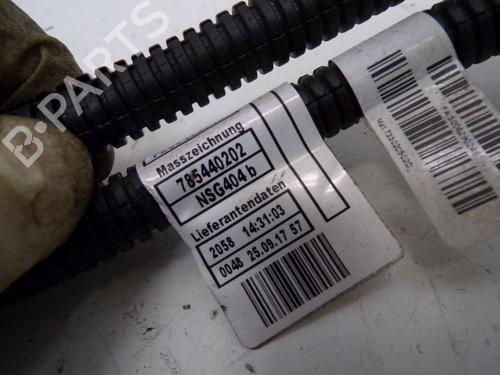 Masszeichnung
785440202
NSG404 b
Lieferantendaten
2058 14:31:03
0048 25.09.17 57
B-PARTS